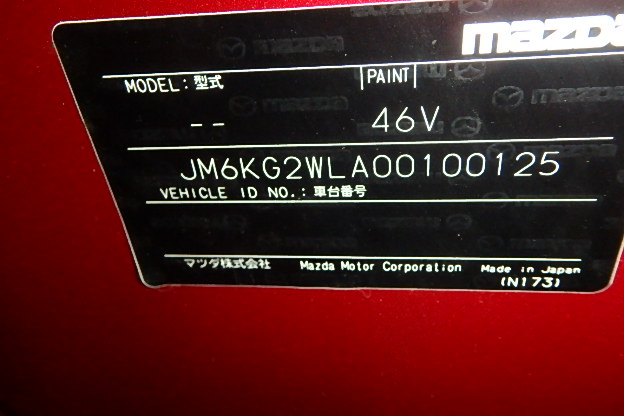 mazda
MODEL：型式 PAINT
-- 46V
JM6KG2WLA00100125
VEHICLE ID NO.：車台番号
マツダ株式会社 Mazda Motor Corporation Made in Japan
(N173)